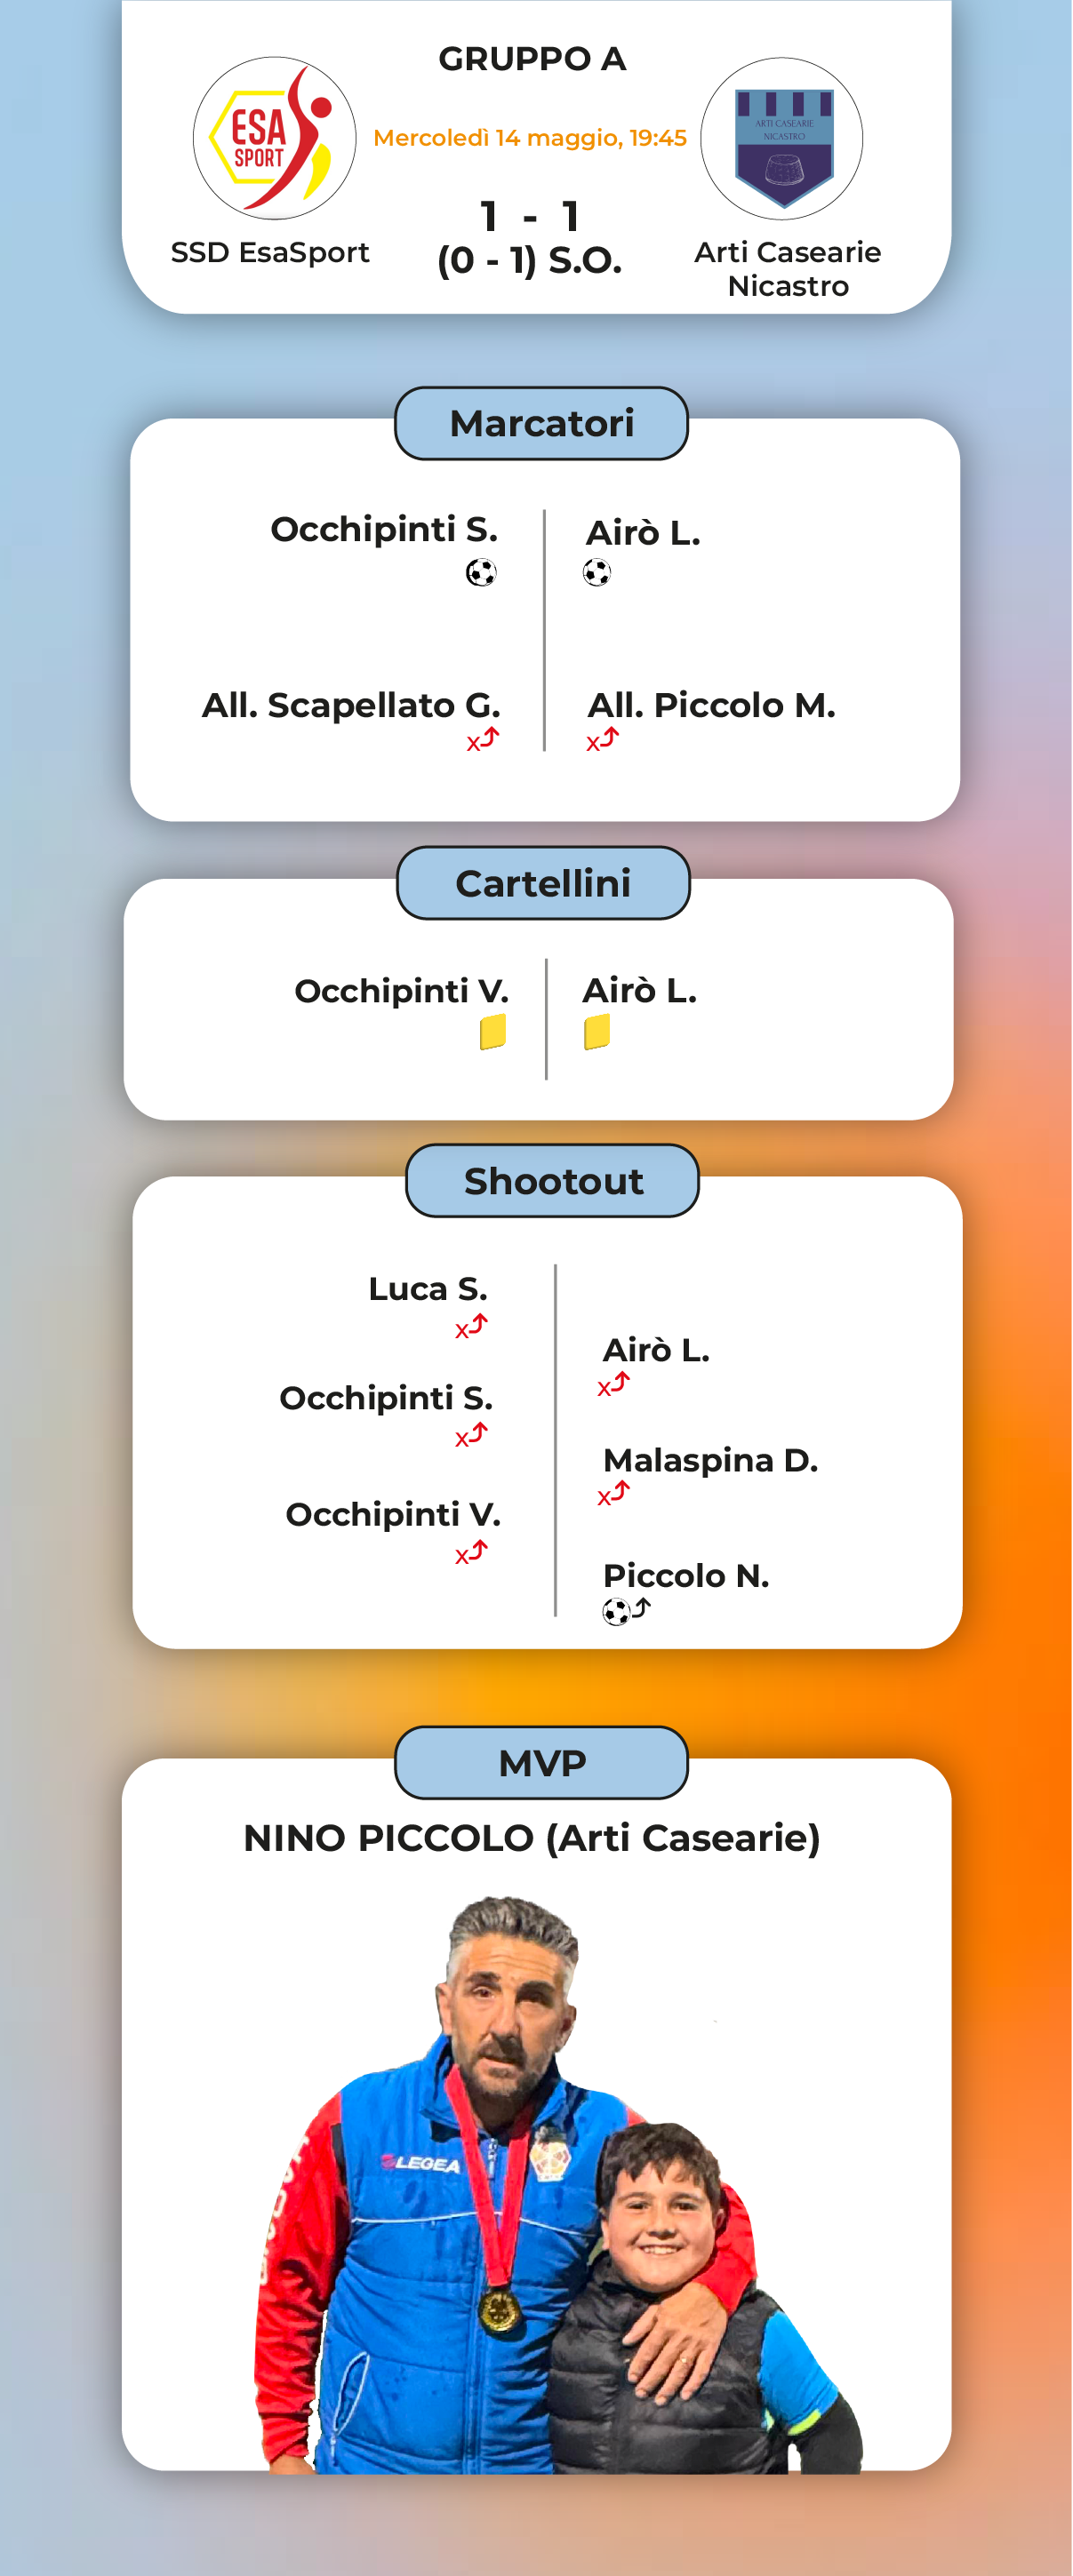 GRUPPO A
ESA
SPORT
Mercoledì 14 maggio, 19:45
ARTI CASEARIE
NICASTRO
1 - 1
(0 - 1) S.O.
SSD EsaSport
Arti Casearie
Nicastro
Marcatori
Occhipinti S.
Airò L.
All. Scapellato G.
x
All. Piccolo M.
x
Cartellini
Occhipinti V.
Airò L.
Shootout
Luca S.
x
Airò L.
x
Occhipinti S.
x
Malaspina D.
x
Occhipinti V.
x
Piccolo N.
MVP
NINO PICCOLO (Arti Casearie)
LEGEA